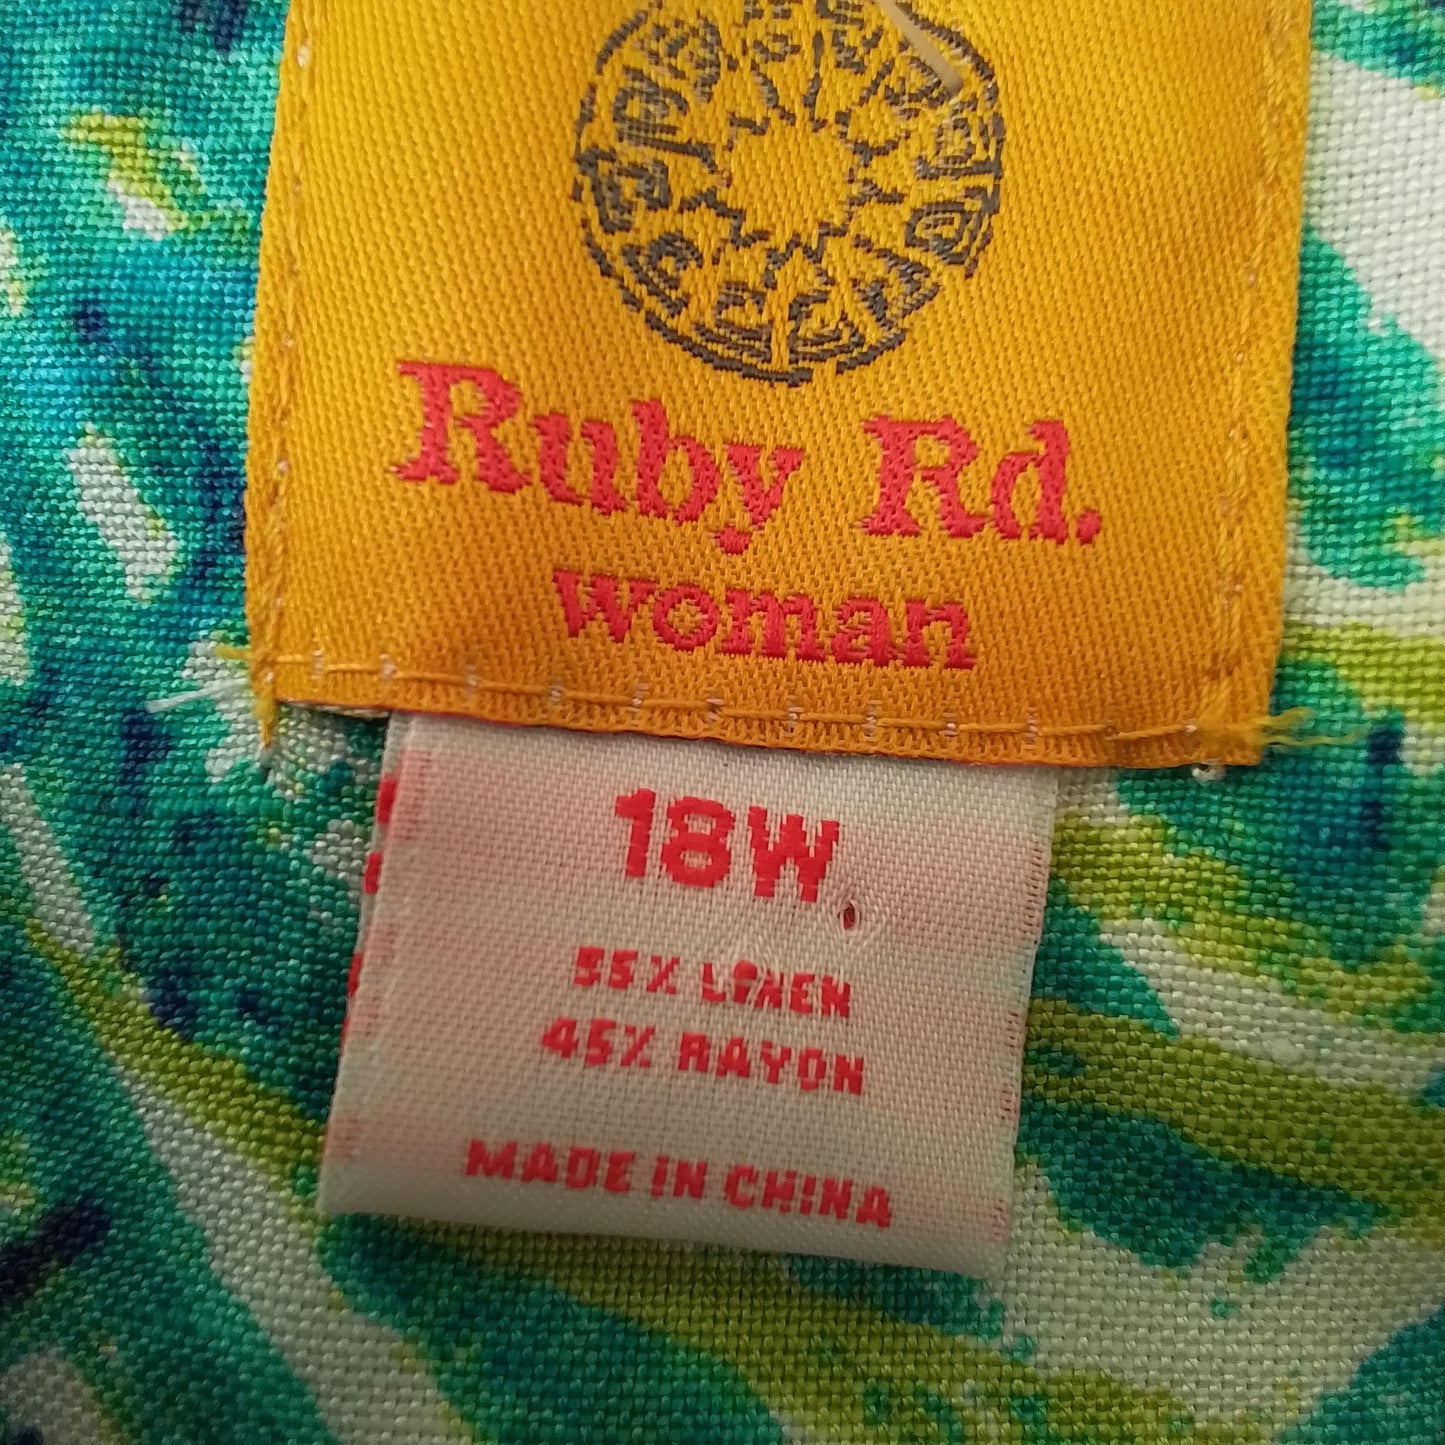 Ruby Rd.
woman
18W
55% LINEN
45% RAYON
MADE IN CHINA